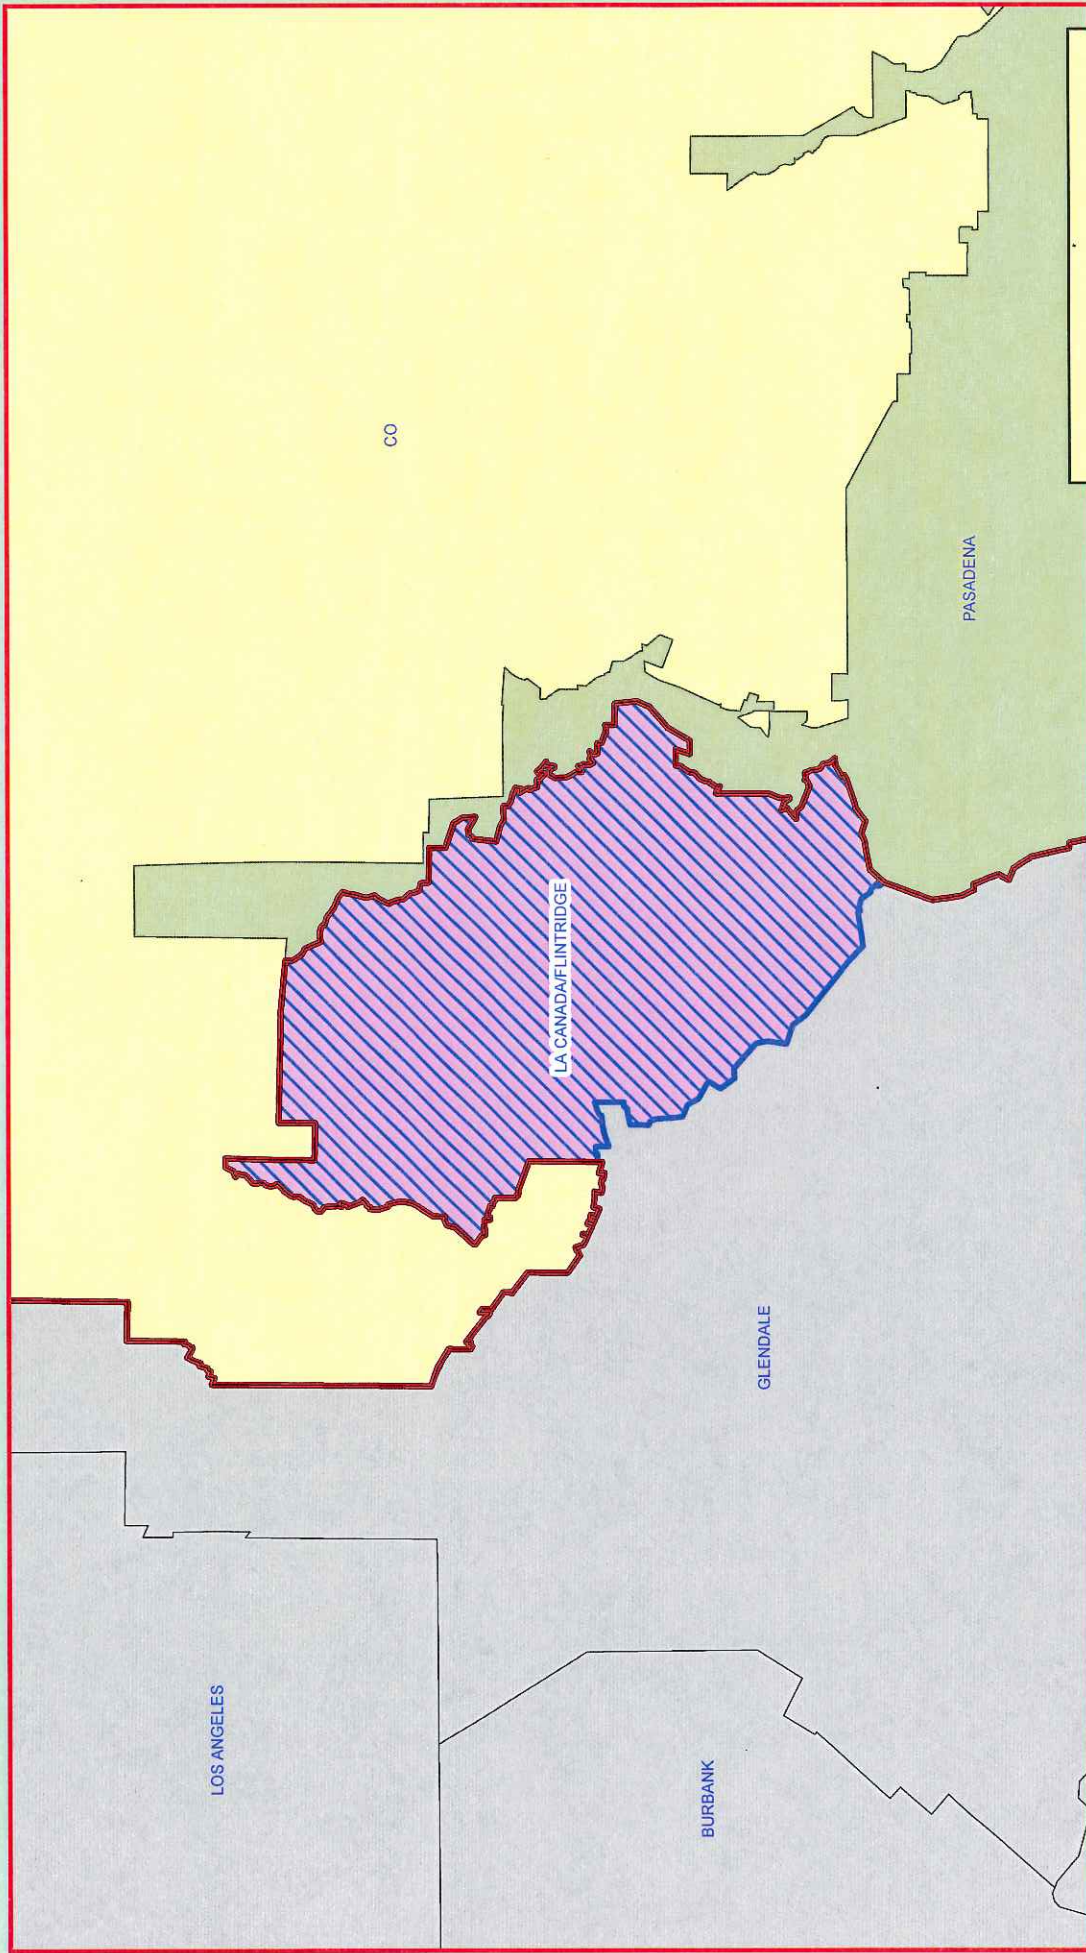 LOS ANGELES
CO
LA CANADA/FLINTRIDGE
BURBANK
GLENDALE
PASADENA